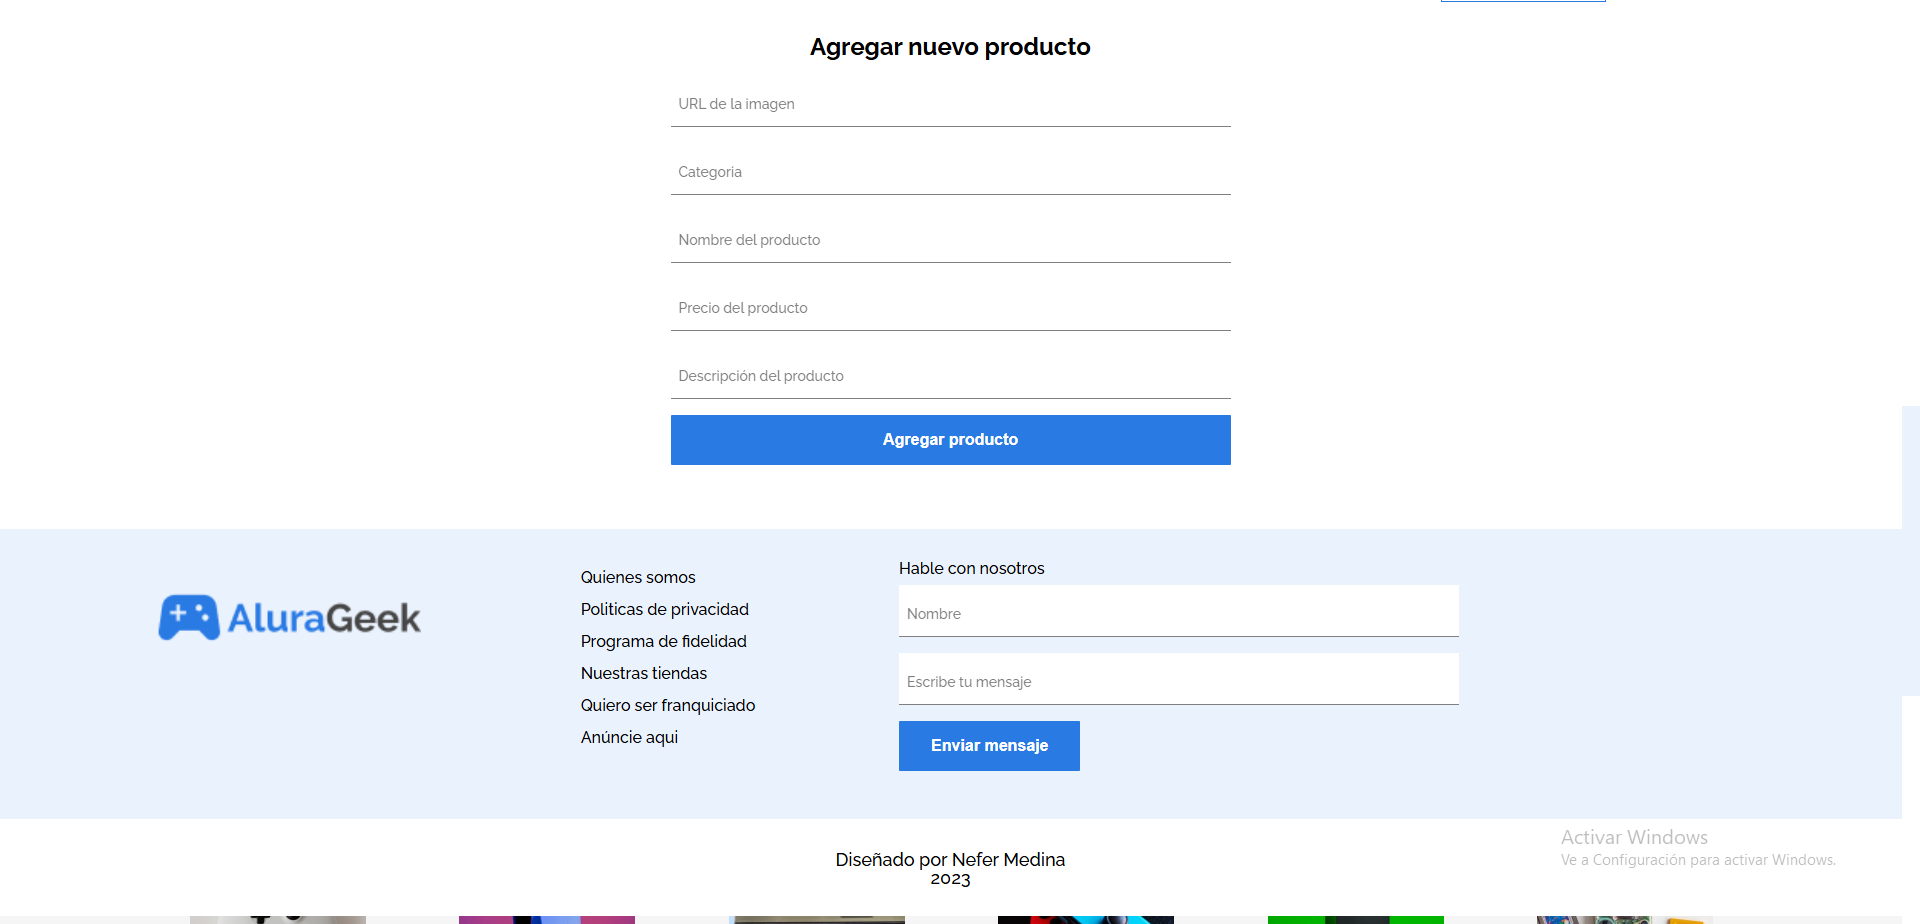 Agregar nuevo producto
URL de la imagen
Categoria
Nombre del producto
Precio del producto
Descripción del producto
Agregar producto
AluraGeek
Quienes somos
Politicas de privacidad
Programa de fidelidad
Nuestras tiendas
Quiero ser franquiciado
Anúncie aqui
Hable con nosotros
Nombre
Escribe tu mensaje
Enviar mensaje
Diseñado por Nefer Medina
2023
Activar Windows
Ve a Configuración para activar Windows.